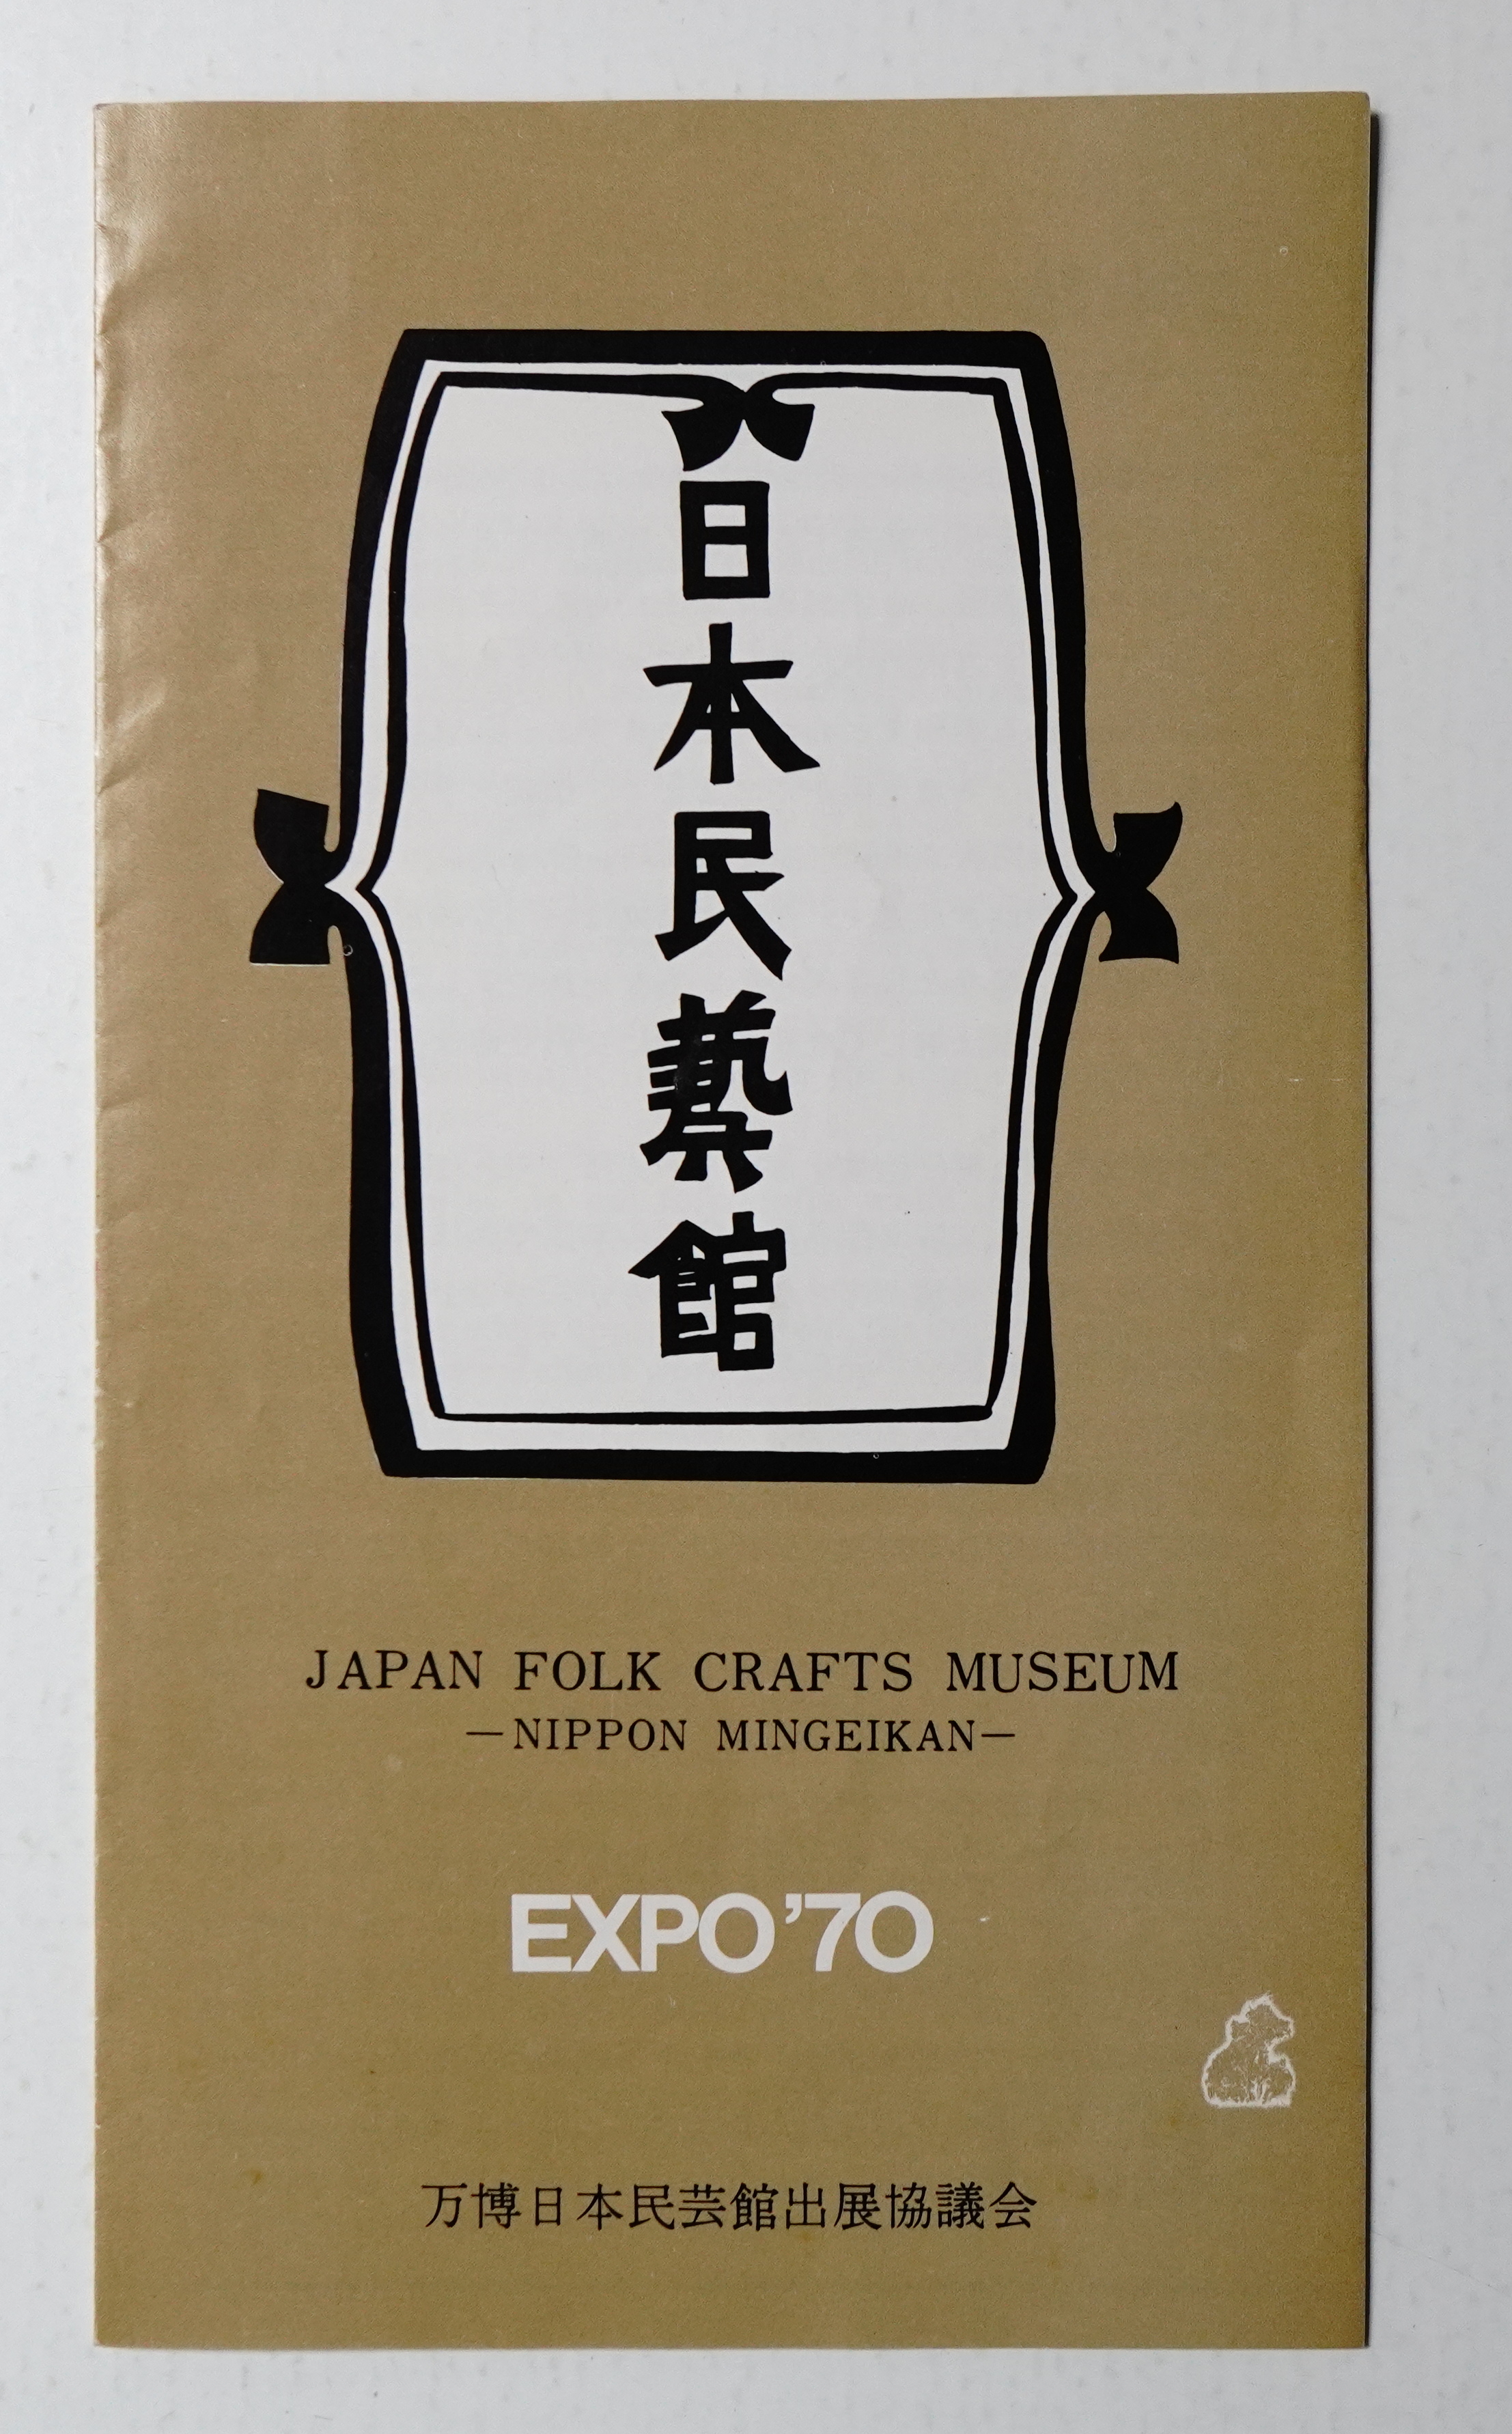 日本民藝館
JAPAN FOLK CRAFTS MUSEUM
—NIPPON MINGEIKAN—
EXPO'70
万博日本民芸館出展協議会